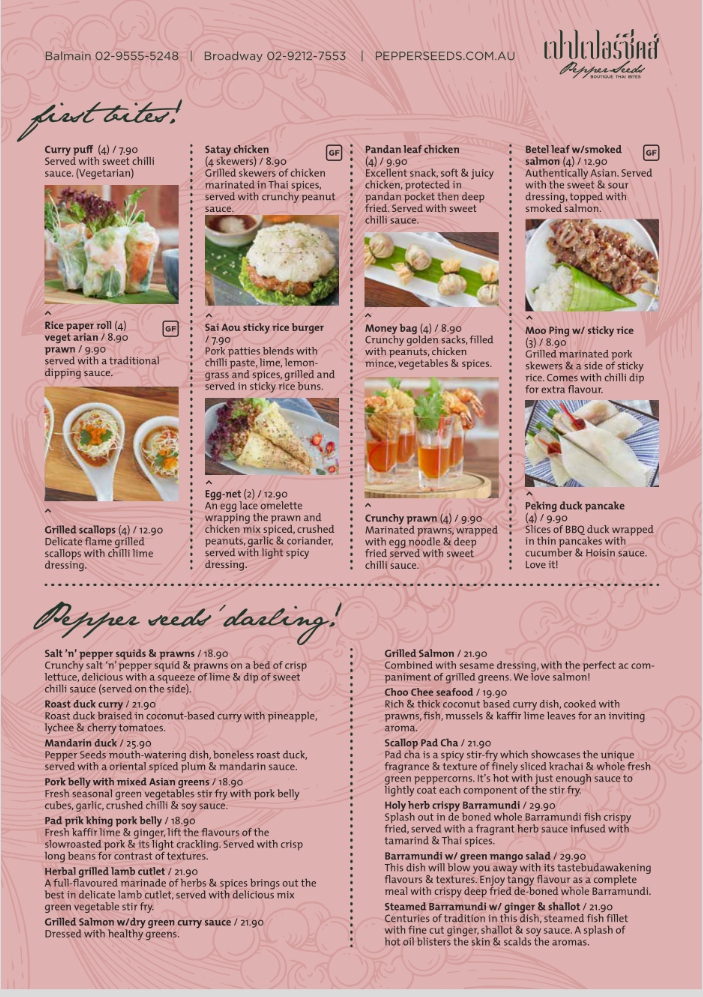 Balmain 02-9555-5248 | Broadway 02-9212-7553 | PEPPERSEEDS.COM.AU
เปปเปอร์ซีดส์
Pepper Seeds
BOUTIQUE THAI BITES
first bites!
Curry puff (4) / 7.90
Served with sweet chilli
sauce. (Vegetarian)
^
Rice paper roll (4)
veget arian / 8.90
prawn / 9.90
served with a traditional
dipping sauce.
GF
^
Grilled scallops (4) / 12.90
Delicate flame grilled
scallops with chilli lime
dressing.
Satay chicken
(4 skewers) / 8.90
GF
Grilled skewers of chicken
marinated in Thai spices,
served with crunchy peanut
sauce.
^
Sai Aou sticky rice burger
/ 7.90
Pork patties blends with
chilli paste, lime, lemon-
grass and spices, grilled and
served in sticky rice buns.
^
Egg-net (2) / 12.90
An egg lace omelette
wrapping the prawn and
chicken mix spiced, crushed
peanuts, garlic & coriander,
served with light spicy
dressing.
Pandan leaf chicken
(4) / 9.90
Excellent snack, soft & juicy
chicken, protected in
pandan pocket then deep
fried. Served with sweet
chilli sauce.
^
Money bag (4) / 8.90
Crunchy golden sacks, filled
with peanuts, chicken
mince, vegetables & spices.
^
Crunchy prawn (4) / 9.90
Marinated prawns, wrapped
with egg noodle & deep
fried served with sweet
chilli sauce.
Betel leaf w/smoked
salmon (4) / 12.90
GF
Authentically Asian. Served
with the sweet & sour
dressing, topped with
smoked salmon.
^
Moo Ping w/ sticky rice
(3) / 8.90
Grilled marinated pork
skewers & a side of sticky
rice. Comes with chilli dip
for extra flavour.
^
Peking duck pancake
(4) / 9.90
Slices of BBQ duck wrapped
in thin pancakes with
cucumber & Hoisin sauce.
Love it!
Pepper seeds' darling!
Salt 'n' pepper squids & prawns / 18.90
Crunchy salt 'n' pepper squid & prawns on a bed of crisp
lettuce, delicious with a squeeze of lime & dip of sweet
chilli sauce (served on the side).
Roast duck curry / 21.90
Roast duck braised in coconut-based curry with pineapple,
lychee & cherry tomatoes.
Mandarin duck / 25.90
Pepper Seeds mouth-watering dish, boneless roast duck,
served with a oriental spiced plum & mandarin sauce.
Pork belly with mixed Asian greens / 18.90
Fresh seasonal green vegetables stir fry with pork belly
cubes, garlic, crushed chilli & soy sauce.
Pad prik khing pork belly / 18.90
Fresh kaffir lime & ginger, lift the flavours of the
slowroasted pork & its light crackling. Served with crisp
long beans for contrast of textures.
Herbal grilled lamb cutlet / 21.90
A full-flavoured marinade of herbs & spices brings out the
best in delicate lamb cutlet, served with delicious mix
green vegetable stir fry.
Grilled Salmon w/dry green curry sauce / 21.90
Dressed with healthy greens.
Grilled Salmon / 21.90
Combined with sesame dressing, with the perfect ac com-
paniment of grilled greens. We love salmon!
Choo Chee seafood / 19.90
Rich & thick coconut based curry dish, cooked with
prawns, fish, mussels & kaffir lime leaves for an inviting
aroma.
Scallop Pad Cha / 21.90
Pad cha is a spicy stir-fry which showcases the unique
fragrance & texture of finely sliced krachai & whole fresh
green peppercorns. It's hot with just enough sauce to
lightly coat each component of the stir fry.
Holy herb crispy Barramundi / 29.90
Splash out in de boned whole Barramundi fish crispy
fried, served with a fragrant herb sauce infused with
tamarind & Thai spices.
Barramundi w/ green mango salad / 29.90
This dish will blow you away with its tastebudawakening
flavours & textures. Enjoy tangy flavour as a complete
meal with crispy deep fried de-boned whole Barramundi.
Steamed Barramundi w/ ginger & shallot / 21.90
Centuries of tradition in this dish, steamed fish fillet
with fine cut ginger, shallot & soy sauce. A splash of
hot oil blisters the skin & scalds the aromas.